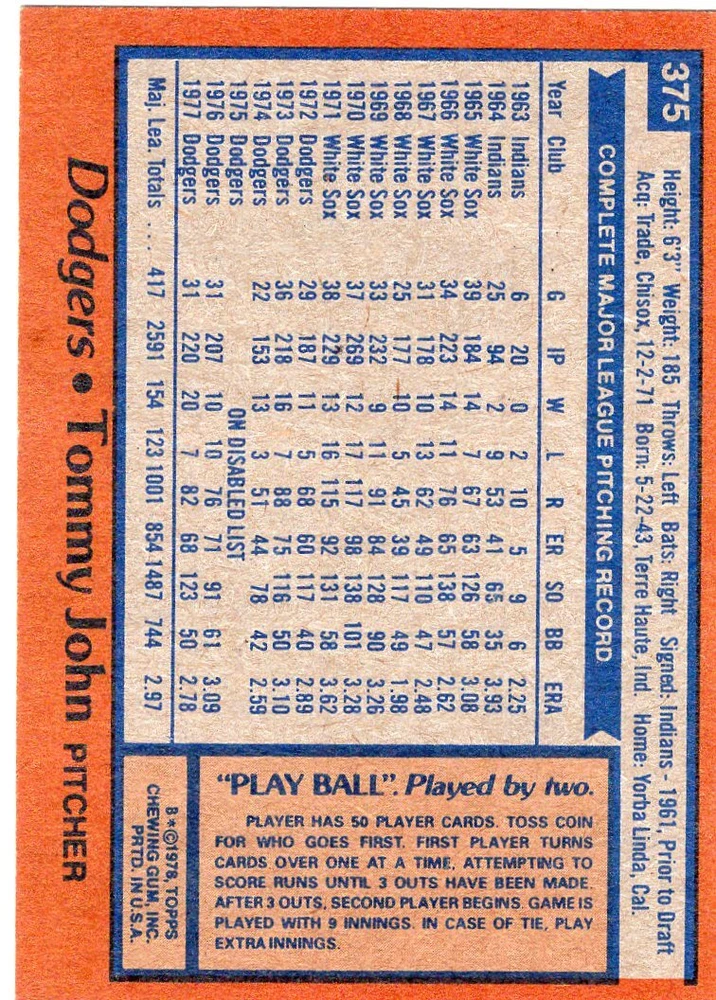 375
Height: 6'3" Weight: 185 Throws: Left Bats: Right Signed: Indians - 1961, Prior to Draft
Acq: Trade, Chisox, 12-2-71 Born: 5-22-43, Terre Haute, Ind Home: Yorba Linda, Cal.
COMPLETE MAJOR LEAGUE PITCHING RECORD
Year Club G IP W L R ER SO BB ERA
1963 Indians 6 20 0 2 10 5 9 6 2.25
1964 Indians 25 94 2 9 53 41 65 35 3.93
1965 White Sox 39 184 14 7 67 63 126 58 3.08
1966 White Sox 34 223 14 11 76 65 138 57 2.62
1967 White Sox 31 178 10 13 62 49 110 47 2.48
1968 White Sox 25 177 10 5 45 39 117 49 1.98
1969 White Sox 33 232 9 11 91 84 128 90 3.26
1970 White Sox 37 269 12 17 117 98 138 101 3.28
1971 White Sox 38 229 13 16 115 92 131 58 3.62
1972 Dodgers 29 187 11 5 68 60 117 40 2.89
1973 Dodgers 36 218 16 7 88 75 116 50 3.10
1974 Dodgers 22 153 13 3 51 44 78 42 2.59
1975 Dodgers ON DISABLED LIST
1976 Dodgers 31 207 10 10 76 71 91 61 3.09
1977 Dodgers 31 220 20 7 82 68 123 50 2.78
Maj. Lea. Totals .... 417 2591 154 123 1001 854 1487 744 2.97
"PLAY BALL". Played by two.
PLAYER HAS 50 PLAYER CARDS. TOSS COIN
FOR WHO GOES FIRST. FIRST PLAYER TURNS
CARDS OVER ONE AT A TIME, ATTEMPTING TO
SCORE RUNS UNTIL 3 OUTS HAVE BEEN MADE.
AFTER 3 OUTS, SECOND PLAYER BEGINS. GAME IS
PLAYED WITH 9 INNINGS. IN CASE OF TIE, PLAY
EXTRA INNINGS.
B*©1978, TOPPS
CHEWING GUM, INC.
PRTD. IN U.S.A.
Dodgers • Tommy John PITCHER